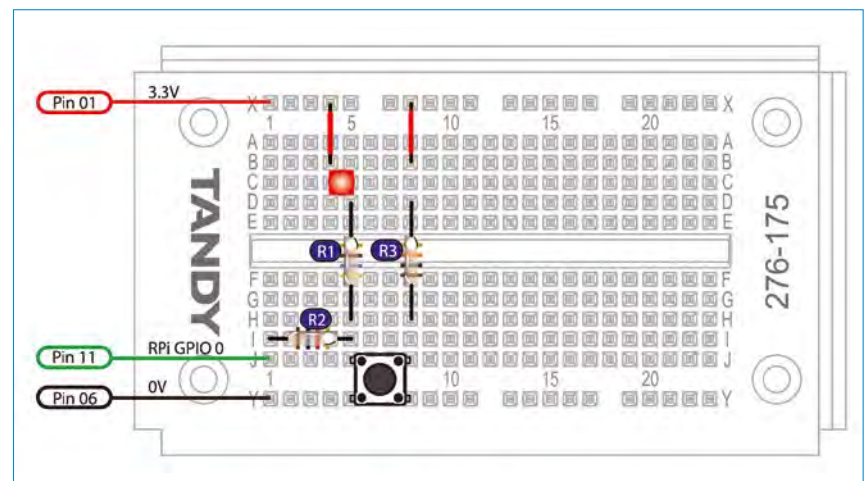 Pin 01 3.3V
X X
1 5 10 15 20
A A
B B
C C
D D
E E
TANDY
276-175
R1 R3
F F
G G
H H
R2
I I
Pin 11 RPi GPIO 0
J J
1 10 15 20
Pin 06 0V
Y Y